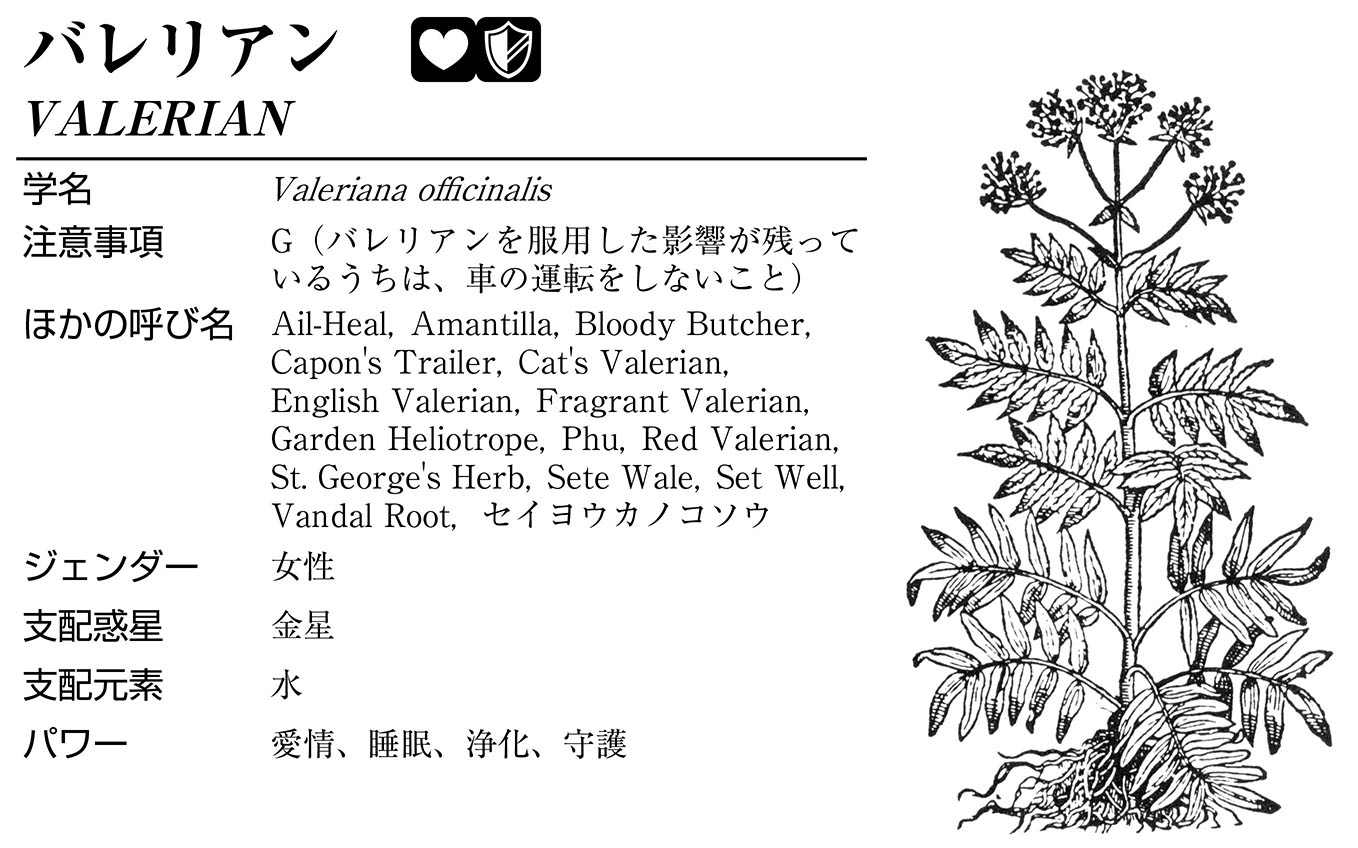 バレリアン
VALERIAN
学名 Valeriana officinalis
注意事項 G（バレリアンを服用した影響が残って
いるうちは、車の運転をしないこと）
ほかの呼び名 Ail-Heal, Amantilla, Bloody Butcher,
Capon's Trailer, Cat's Valerian,
English Valerian, Fragrant Valerian,
Garden Heliotrope, Phu, Red Valerian,
St. George's Herb, Sete Wale, Set Well,
Vandal Root, セイヨウカノコソウ
ジェンダー 女性
支配惑星 金星
支配元素 水
パワー 愛情、睡眠、浄化、守護